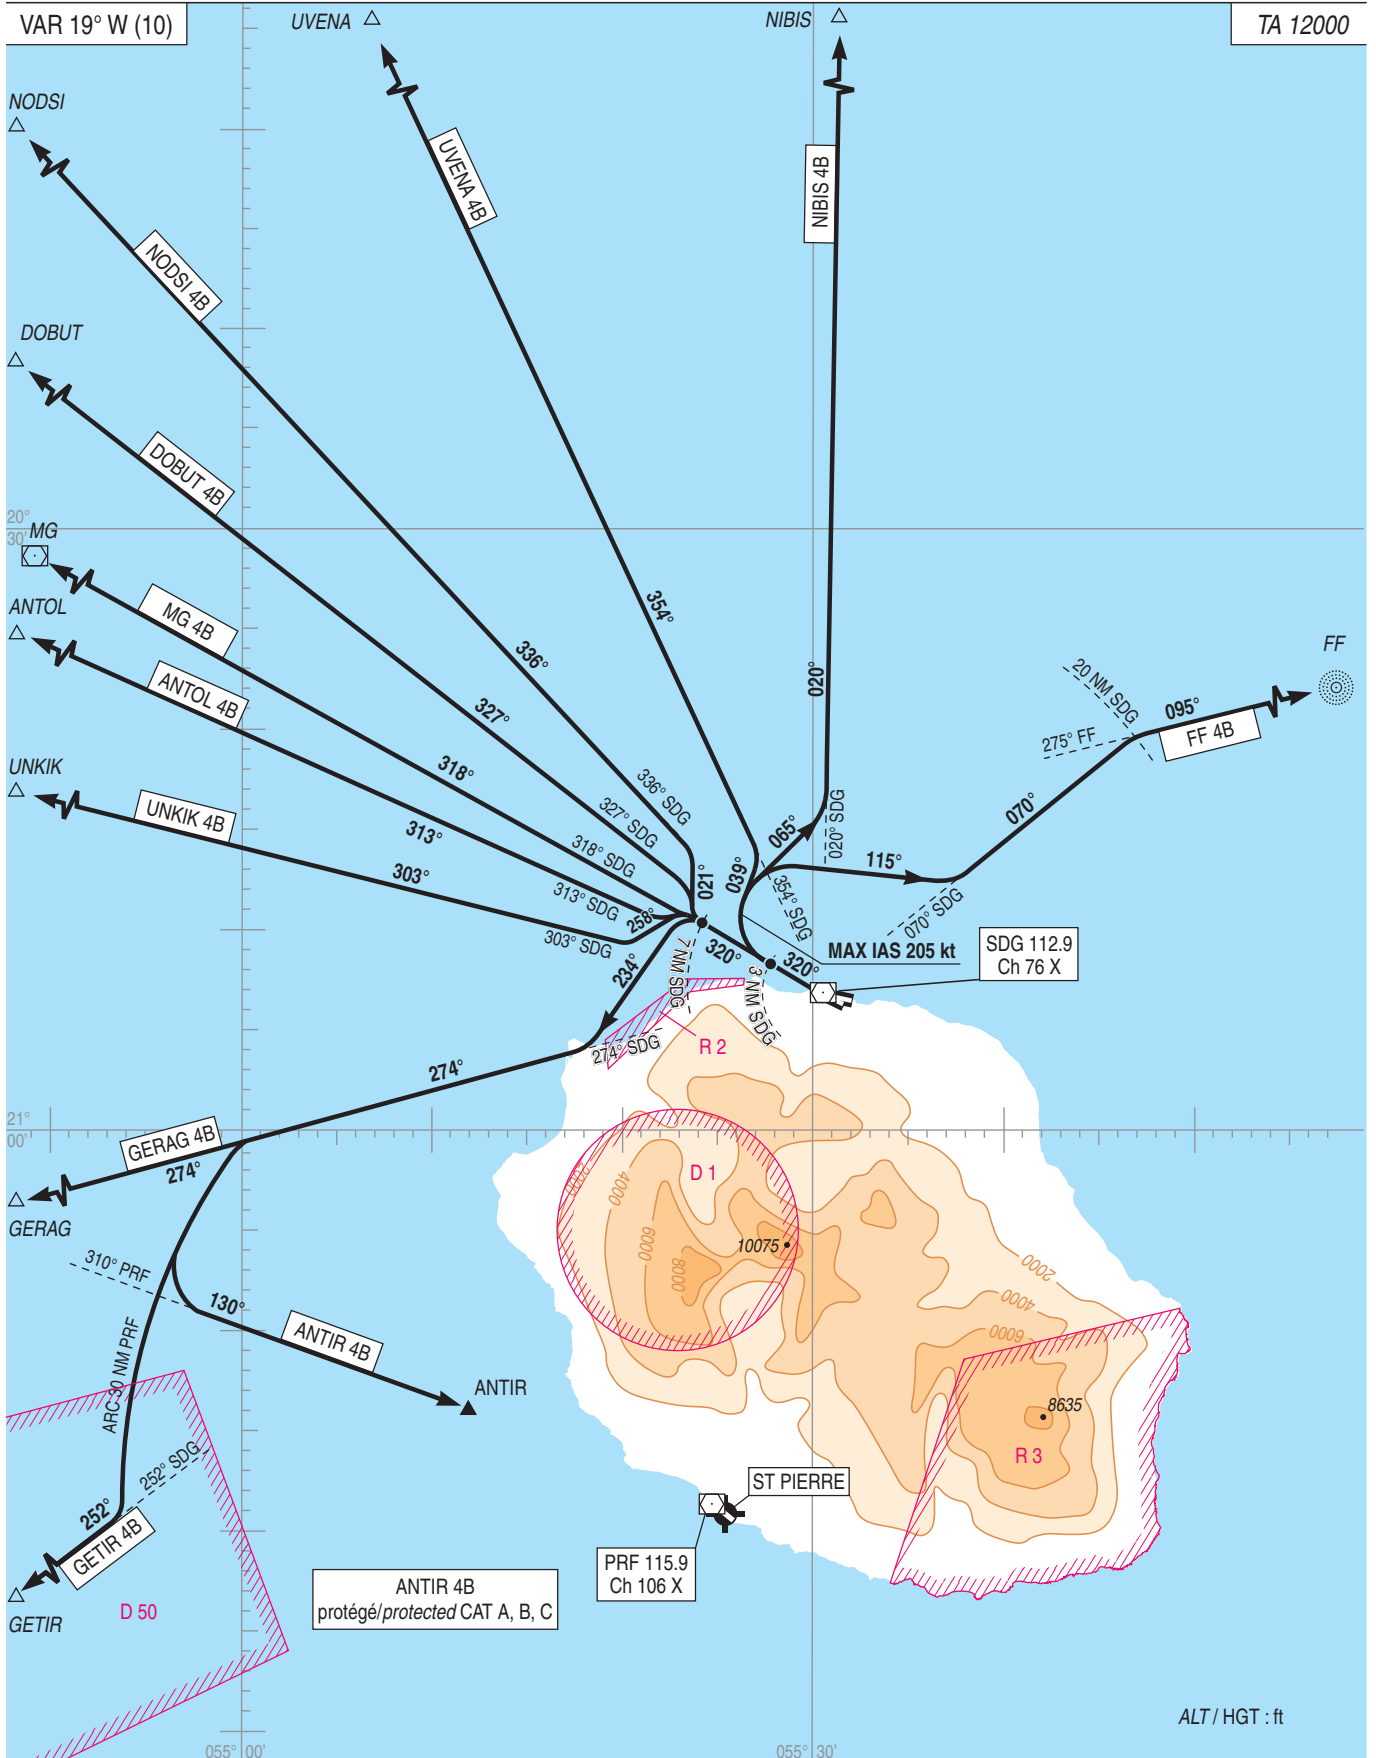 VAR 19° W (10)
UVENA
NIBIS
TA 12000
NODSI
UVENA 4B
NIBIS 4B
NODSI 4B
DOBUT
DOBUT 4B
20°
30'
MG
MG 4B
354°
ANTOL
ANTOL 4B
336°
020°
FF
20 NM SDG
327°
095°
275° FF
FF 4B
318°
UNKIK
UNKIK 4B
336° SDG
327° SDG
070°
065°
020° SDG
313°
318° SDG
303°
021°
039°
115°
313° SDG
354° SDG
258°
070° SDG
303° SDG
320°
320°
MAX IAS 205 kt
SDG 112.9
Ch 76 X
234°
7 NM SDG
3 NM SDG
274° SDG
R 2
274°
21°
00'
GERAG 4B
274°
GERAG
D 1
2000
4000
6000
8000
10075
310° PRF
2000
4000
6000
130°
ANTIR 4B
ARC 30 NM PRF
ANTIR
8635
R 3
252° SDG
252°
GETIR 4B
ST PIERRE
GETIR
D 50
ANTIR 4B
protégé/protected CAT A, B, C
PRF 115.9
Ch 106 X
ALT / HGT : ft
055° 00'
055° 30'